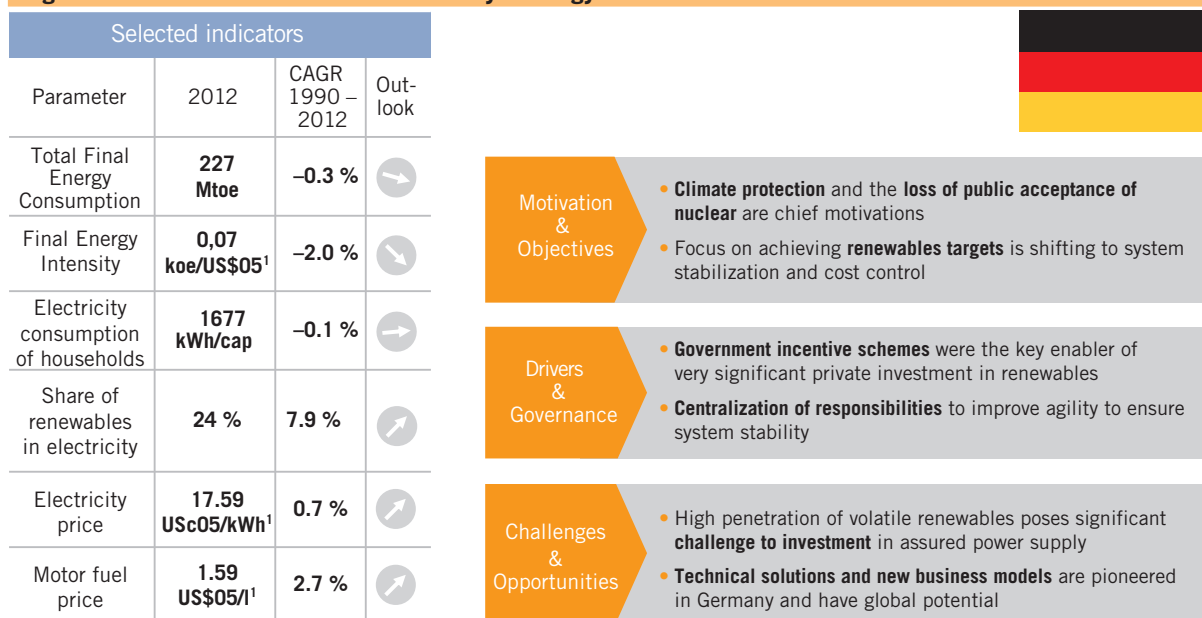 Selected indicators
Parameter
2012
CAGR
1990 –
2012
Out-
look
Total Final
Energy
Consumption
227
Mtoe
–0.3 %
Final Energy
Intensity
0,07
koe/US$05¹
–2.0 %
Electricity
consumption
of households
1677
kWh/cap
–0.1 %
Share of
renewables
in electricity
24 %
7.9 %
Electricity
price
17.59
USc05/kWh¹
0.7 %
Motor fuel
price
1.59
US$05/l¹
2.7 %
Motivation
&
Objectives
• Climate protection and the loss of public acceptance of
nuclear are chief motivations
• Focus on achieving renewables targets is shifting to system
stabilization and cost control
Drivers
&
Governance
• Government incentive schemes were the key enabler of
very significant private investment in renewables
• Centralization of responsibilities to improve agility to ensure
system stability
Challenges
&
Opportunities
• High penetration of volatile renewables poses significant
challenge to investment in assured power supply
• Technical solutions and new business models are pioneered
in Germany and have global potential